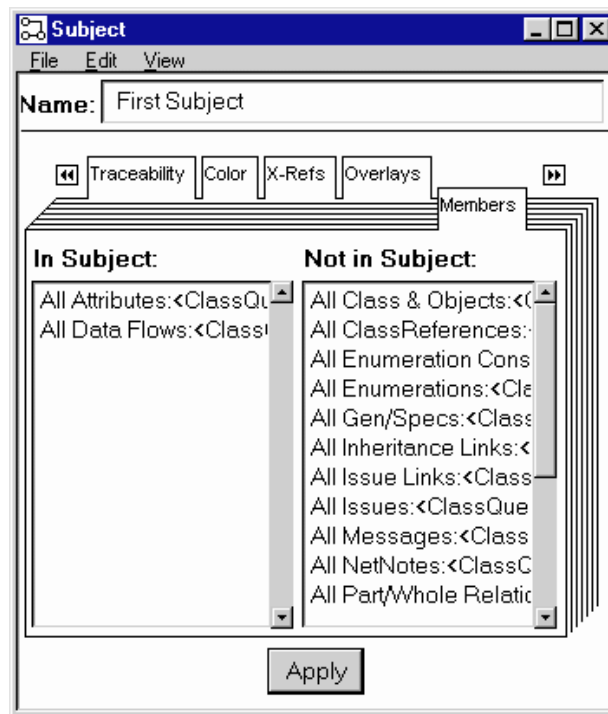 Subject
File Edit View
Name: First Subject
Traceability Color X-Refs Overlays
Members
In Subject:
All Attributes:<ClassQu
All Data Flows:<Class
Not in Subject:
All Class & Objects:<
All ClassReferences:
All Enumeration Cons
All Enumerations:<Cla
All Gen/Specs:<Class
All Inheritance Links:<
All Issue Links:<Class
All Issues:<ClassQue
All Messages:<Class
All NetNotes:<ClassC
All Part/Whole Relatic
Apply